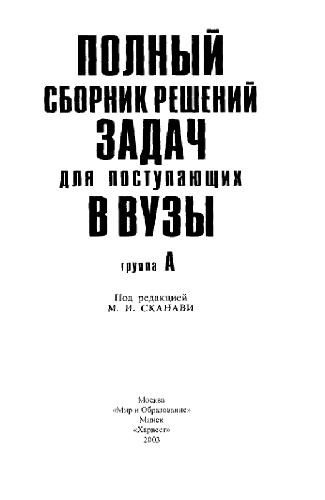 ПОЛНЫЙ
СБОРНИК РЕШЕНИЙ
ЗАДАЧ
ДЛЯ ПОСТУПАЮЩИХ
В ВУЗЫ
группа А
Под редакцией
М. И. СКАНАВИ
Москва
«Мир и Образование»
Минск
«Харвест»
2003